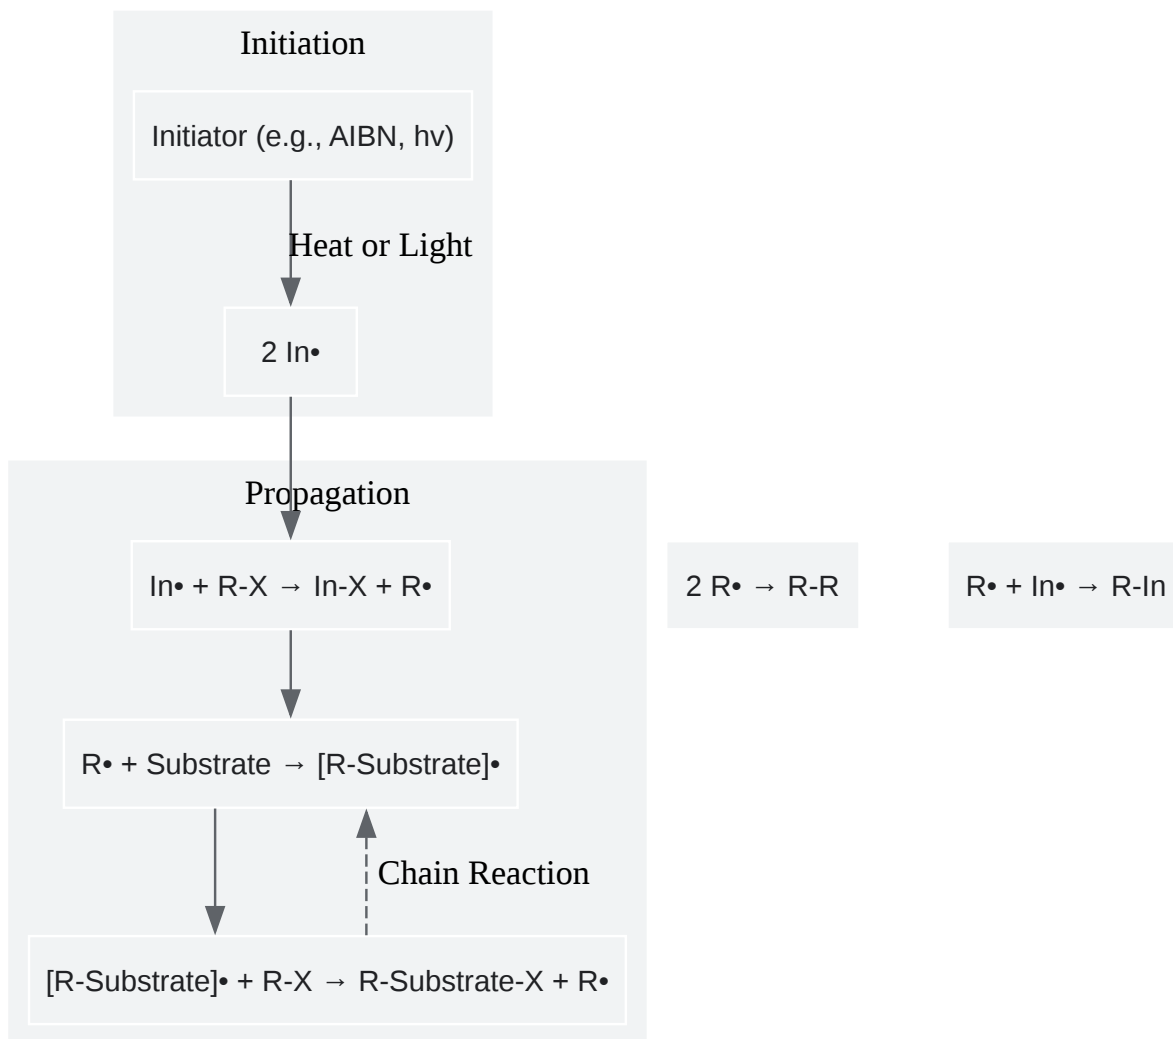 Initiation
Initiator (e.g., AIBN, hv)
Heat or Light
2 In•
Propagation
In• + R-X → In-X + R•
2 R• → R-R
R• + In• → R-In
R• + Substrate → [R-Substrate]•
Chain Reaction
[R-Substrate]• + R-X → R-Substrate-X + R•